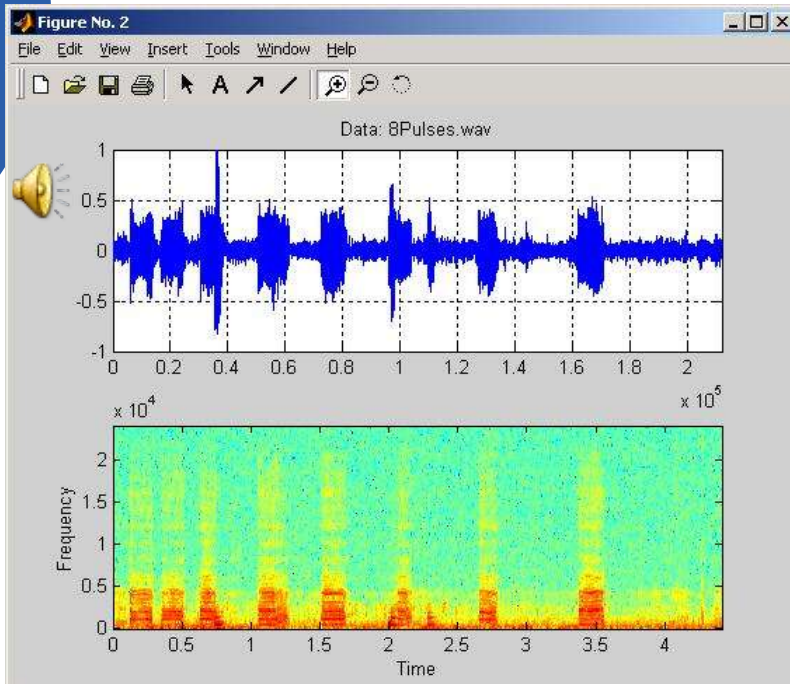 Figure No. 2
File Edit View Insert Tools Window Help
A
Data: 8Pulses.wav
1
0.5
0
-0.5
-1
0 0.2 0.4 0.6 0.8 1 1.2 1.4 1.6 1.8 2
x 10^5
x 10^4
2
1.5
1
0.5
0
Frequency
0 0.5 1 1.5 2 2.5 3 3.5 4
Time